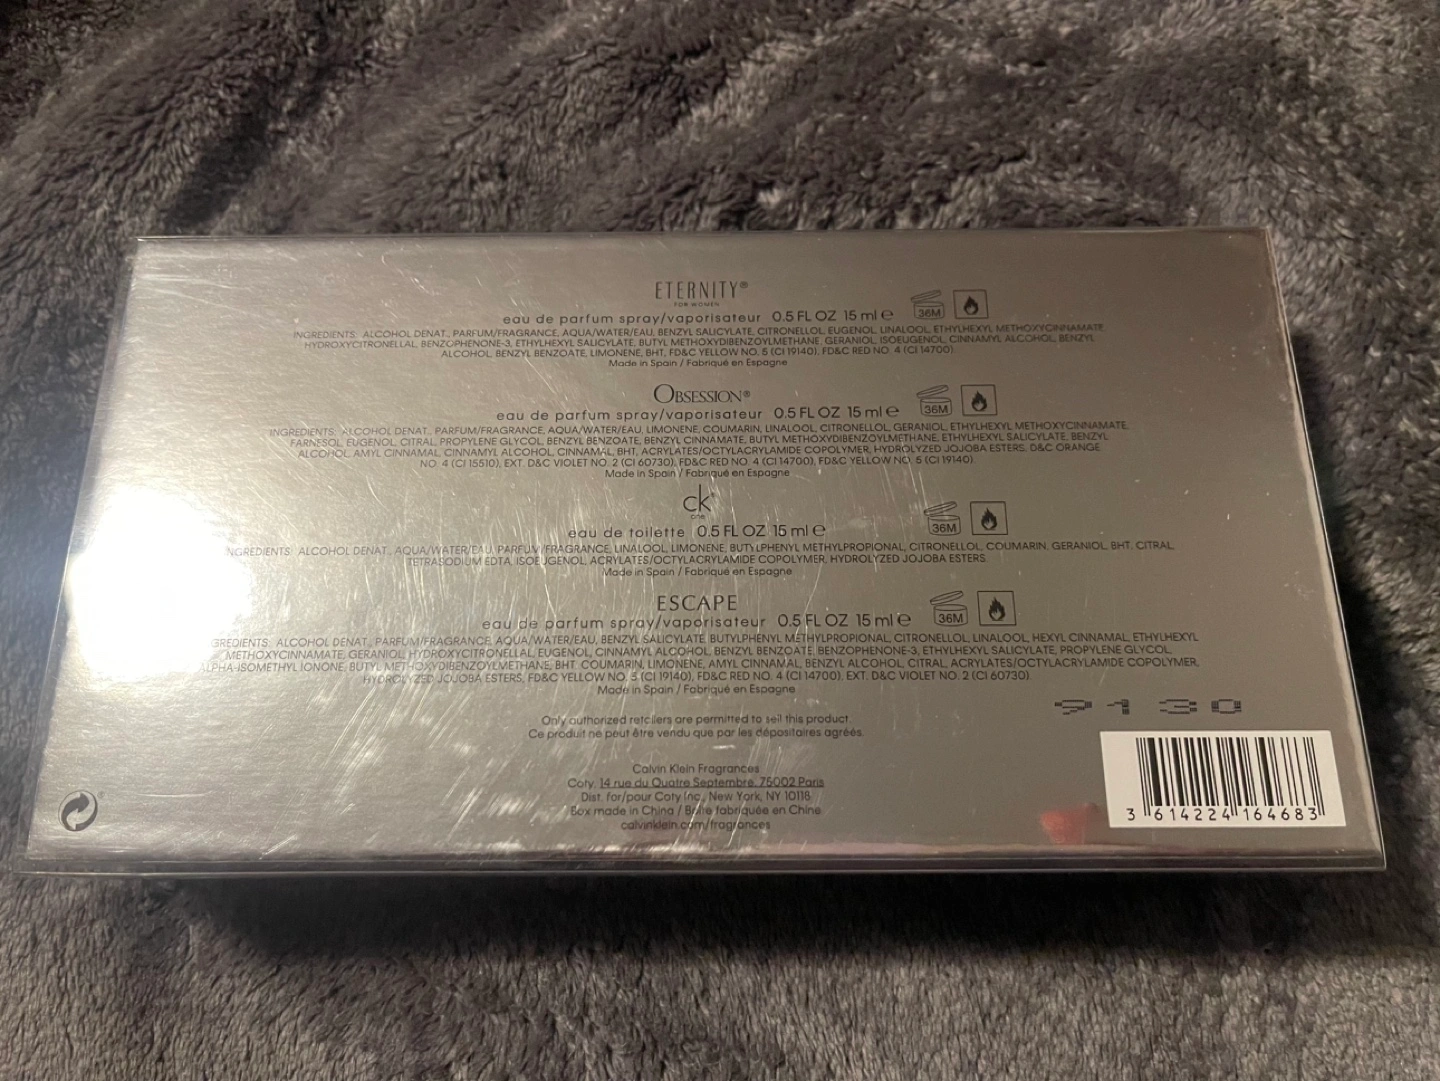 ETERNITY®
FOR WOMEN
eau de parfum spray/vaporisateur 0.5 FL OZ 15 ml e 36M
INGREDIENTS: ALCOHOL DENAT., PARFUM/FRAGRANCE, AQUA/WATER/EAU, BENZYL SALICYLATE, CITRONELLOL, EUGENOL, LINALOOL, ETHYLHEXYL METHOXYCINNAMATE,
HYDROXYCITRONELLAL, BENZOPHENONE-3, ETHYLHEXYL SALICYLATE, BUTYL METHOXYDIBENZOYLMETHANE, GERANIOL, ISOEUGENOL, CINNAMYL ALCOHOL, BENZYL
ALCOHOL, BENZYL BENZOATE, LIMONENE, BHT, FD&C YELLOW NO. 5 (CI 19140), FD&C RED NO. 4 (CI 14700).
Made in Spain / Fabriqué en Espagne
OBSESSION®
eau de parfum spray/vaporisateur 0.5 FL OZ 15 ml e 36M
INGREDIENTS: ALCOHOL DENAT., PARFUM/FRAGRANCE, AQUA/WATER/EAU, LIMONENE, COUMARIN, LINALOOL, CITRONELLOL, GERANIOL, ETHYLHEXYL METHOXYCINNAMATE,
FARNESOL, EUGENOL, CITRAL, PROPYLENE GLYCOL, BENZYL BENZOATE, BENZYL CINNAMATE, BUTYL METHOXYDIBENZOYLMETHANE, ETHYLHEXYL SALICYLATE, BENZYL
ALCOHOL, AMYL CINNAMAL, CINNAMYL ALCOHOL, CINNAMAL, BHT, ACRYLATES/OCTYLACRYLAMIDE COPOLYMER, HYDROLYZED JOJOBA ESTERS, D&C ORANGE
NO. 4 (CI 15510), EXT. D&C VIOLET NO. 2 (CI 60730), FD&C RED NO. 4 (CI 14700), FD&C YELLOW NO. 5 (CI 19140).
Made in Spain / Fabriqué en Espagne
ck
one
eau de toilette 0.5 FL OZ 15 ml e 36M
INGREDIENTS: ALCOHOL DENAT., AQUA/WATER/EAU, PARFUM/FRAGRANCE, LINALOOL, LIMONENE, BUTYLPHENYL METHYLPROPIONAL, CITRONELLOL, COUMARIN, GERANIOL, BHT, CITRAL,
TETRASODIUM EDTA, ISOEUGENOL, ACRYLATES/OCTYLACRYLAMIDE COPOLYMER, HYDROLYZED JOJOBA ESTERS.
Made in Spain / Fabriqué en Espagne
ESCAPE
eau de parfum spray/vaporisateur 0.5 FL OZ 15 ml e 36M
GREDIENTS: ALCOHOL DENAT., PARFUM/FRAGRANCE, AQUA/WATER/EAU, BENZYL SALICYLATE, BUTYLPHENYL METHYLPROPIONAL, CITRONELLOL, LINALOOL, HEXYL CINNAMAL, ETHYLHEXYL
METHOXYCINNAMATE, GERANIOL, HYDROXYCITRONELLAL, EUGENOL, CINNAMYL ALCOHOL, BENZYL BENZOATE, BENZOPHENONE-3, ETHYLHEXYL SALICYLATE, PROPYLENE GLYCOL,
ALPHA-ISOMETHYL IONONE, BUTYL METHOXYDIBENZOYLMETHANE, BHT, COUMARIN, LIMONENE, AMYL CINNAMAL, BENZYL ALCOHOL, CITRAL, ACRYLATES/OCTYLACRYLAMIDE COPOLYMER,
HYDROLYZED JOJOBA ESTERS, FD&C YELLOW NO. 5 (CI 19140), FD&C RED NO. 4 (CI 14700), EXT. D&C VIOLET NO. 2 (CI 60730).
Made in Spain / Fabriqué en Espagne
7130
Only authorized retailers are permitted to sell this product.
Ce produit ne peut être vendu que par les dépositaires agréés.
Calvin Klein Fragrances
Coty, 14 rue du Quatre Septembre, 75002 Paris
Dist. for/pour Coty Inc., New York, NY 10118
Box made in China / Boîte fabriquée en Chine
calvinklein.com/fragrances
3 614224 164683